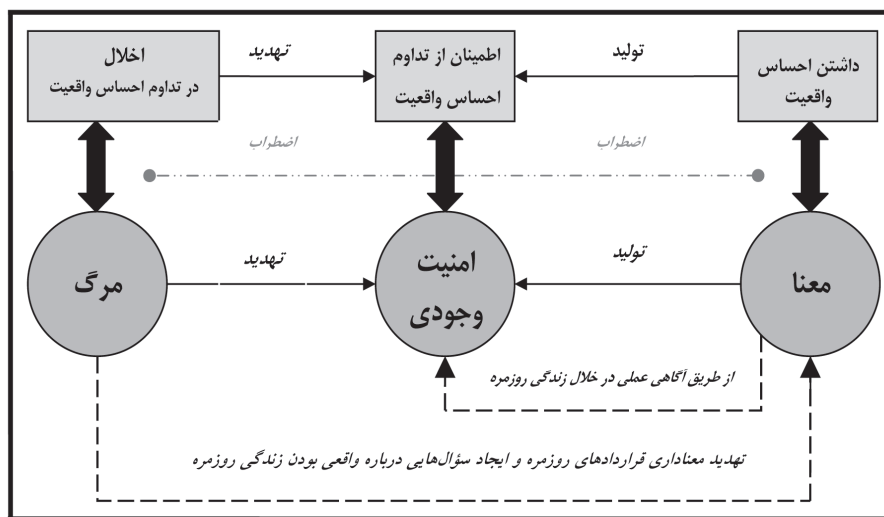 داشتن احساس
واقعیت
تولید
اطمینان از تداوم
احساس واقعیت
تهدید
اخلال
در تداوم احساس واقعیت
اضطراب
اضطراب
معنا
تولید
امنیت
وجودی
تهدید
مرگ
از طریق آگاهی عملی در خلال زندگی روزمره
تهدید معناداری قراردادهای روزمره و ایجاد سؤال‌هایی درباره واقعی بودن زندگی روزمره